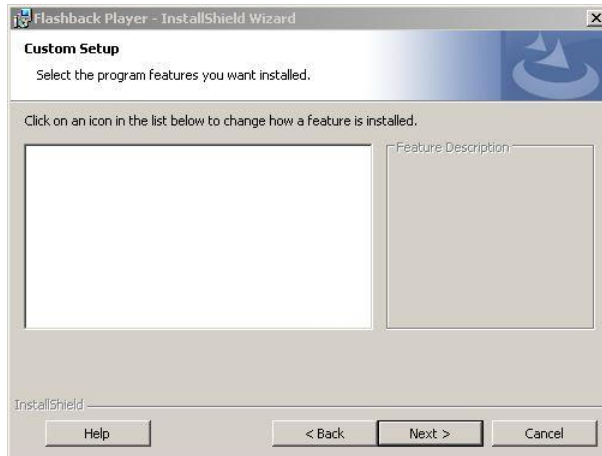 Flashback Player - InstallShield Wizard
Custom Setup
Select the program features you want installed.
Click on an icon in the list below to change how a feature is installed.
Feature Description
InstallShield
Help
< Back
Next >
Cancel